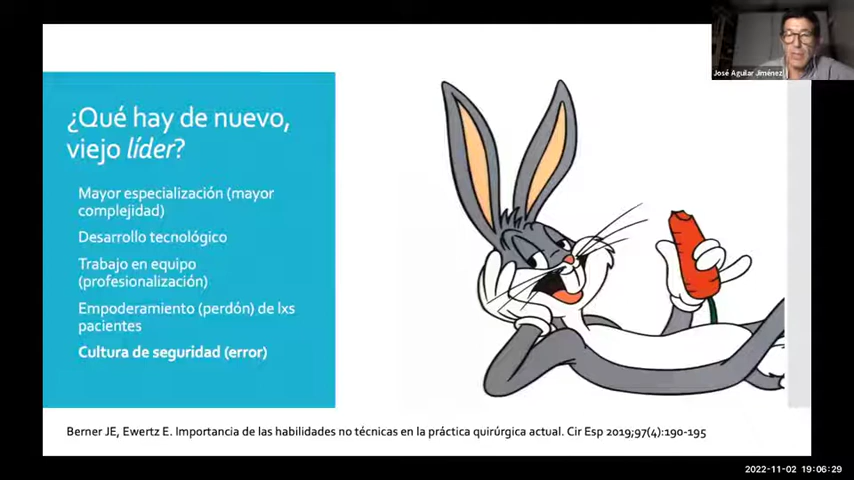 José Aguilar Jiménez
¿Qué hay de nuevo,
viejo líder?
Mayor especialización (mayor
complejidad)
Desarrollo tecnológico
Trabajo en equipo
(profesionalización)
Empoderamiento (perdón) de lxs
pacientes
Cultura de seguridad (error)
Berner JE, Ewertz E. Importancia de las habilidades no técnicas en la práctica quirúrgica actual. Cir Esp 2019;97(4):190-195
2022-11-02 19:06:29